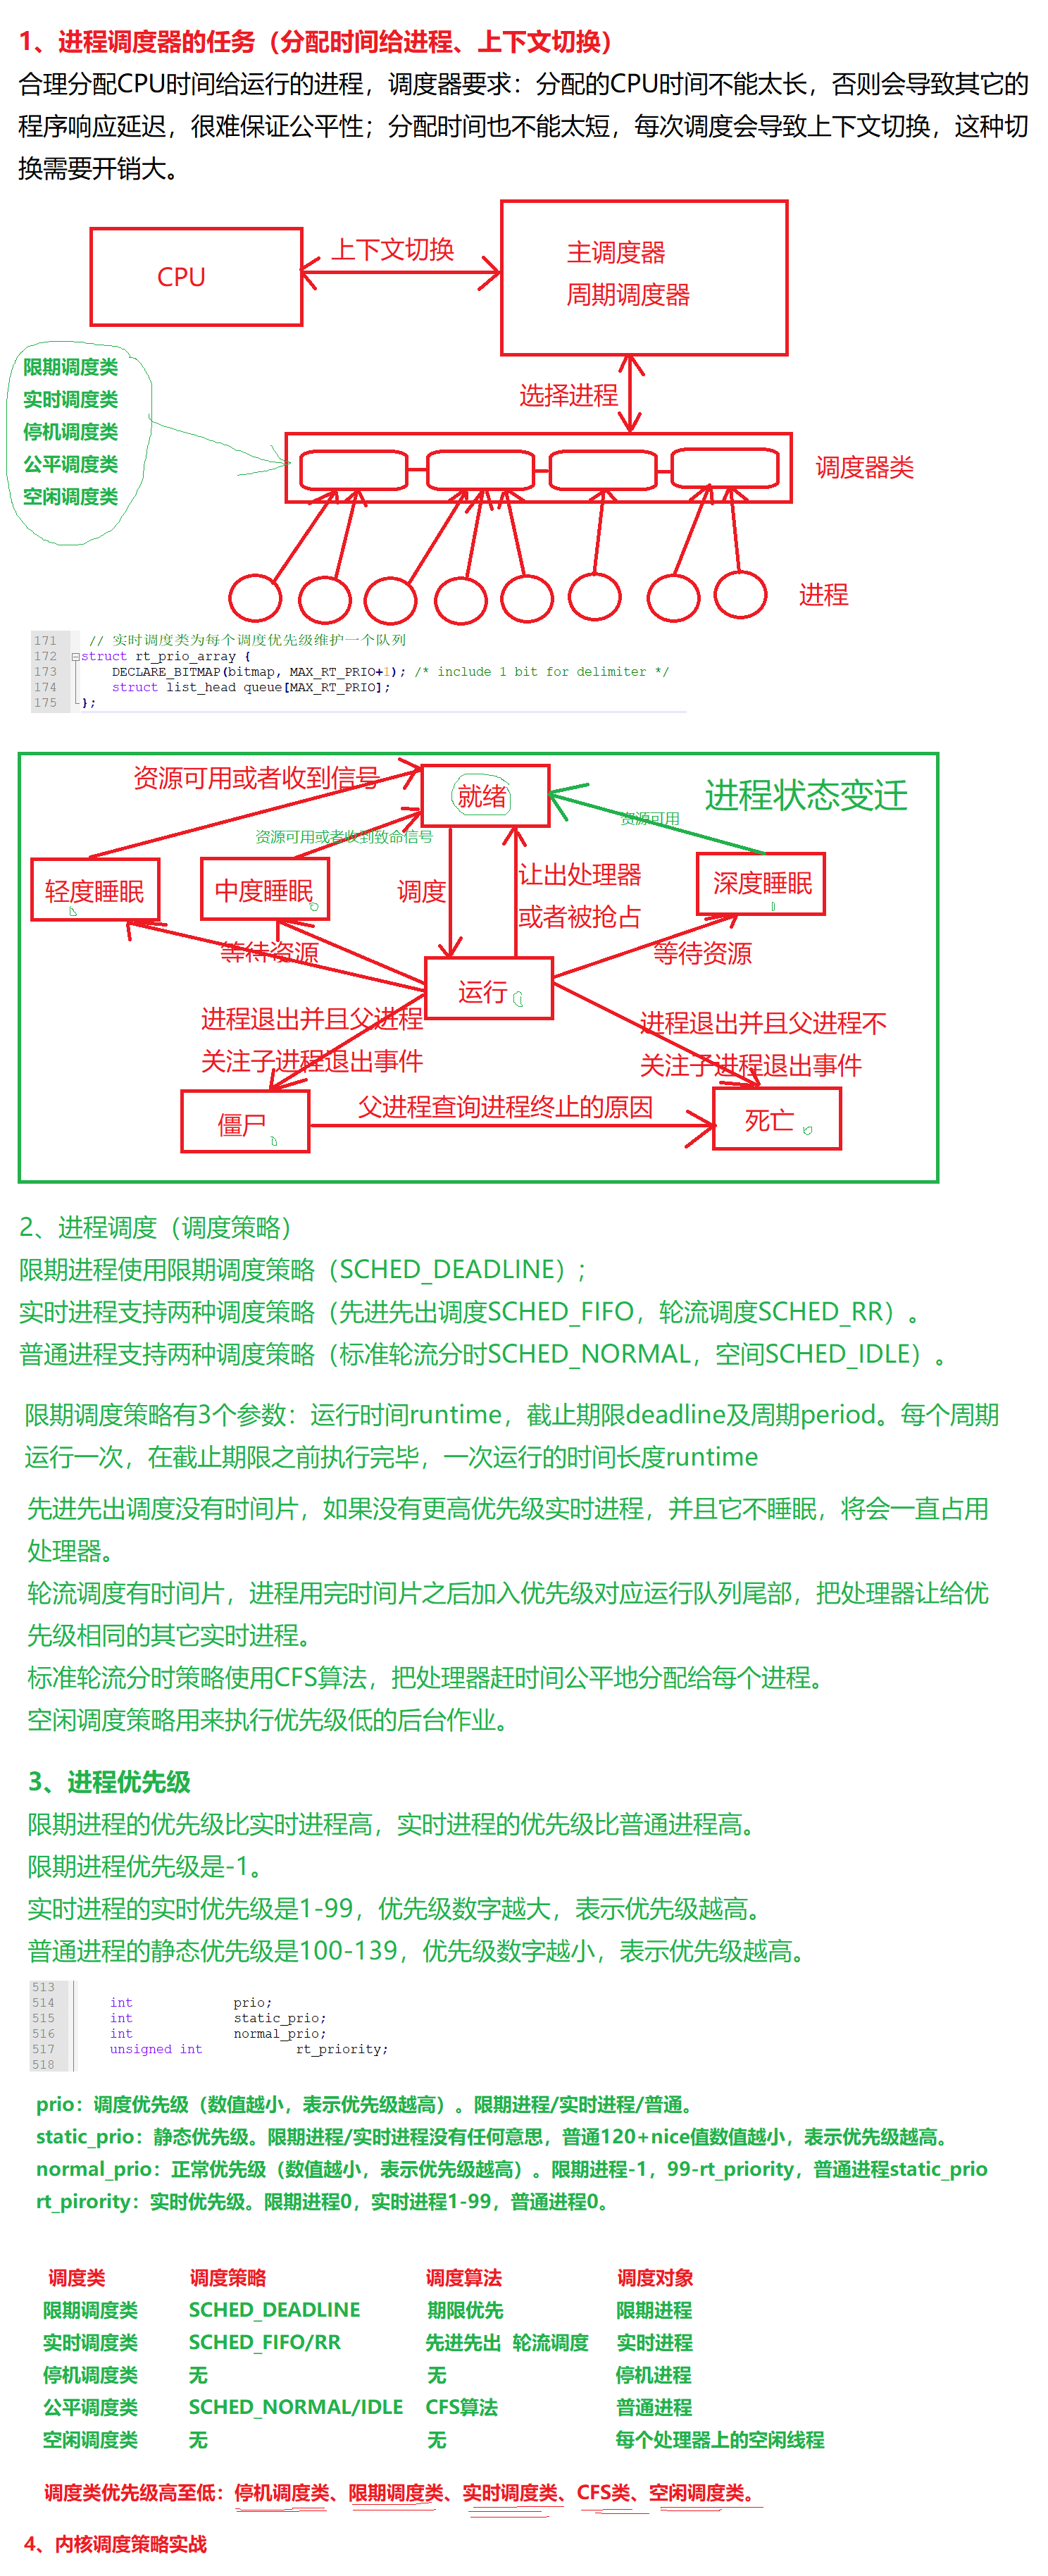 1、进程调度器的任务（分配时间给进程、上下文切换）
合理分配CPU时间给运行的进程，调度器要求：分配的CPU时间不能太长，否则会导致其它的
程序响应延迟，很难保证公平性；分配时间也不能太短，每次调度会导致上下文切换，这种切
换需要开销大。
CPU
上下文切换
主调度器
周期调度器
限期调度类
实时调度类
停机调度类
公平调度类
空闲调度类
选择进程
调度器类
进程
171 // 实时调度类为每个调度优先级维护一个队列
172 struct rt_prio_array {
173 DECLARE_BITMAP(bitmap, MAX_RT_PRIO+1); /* include 1 bit for delimiter */
174 struct list_head queue[MAX_RT_PRIO];
175 };
资源可用或者收到信号
就绪
进程状态变迁
资源可用或者收到致命信号
资源可用
轻度睡眠
中度睡眠
调度
让出处理器
或者被抢占
深度睡眠
等待资源
等待资源
运行
进程退出并且父进程
关注子进程退出事件
进程退出并且父进程不
关注子进程退出事件
僵尸
父进程查询进程终止的原因
死亡
2、进程调度（调度策略）
限期进程使用限期调度策略（SCHED_DEADLINE）；
实时进程支持两种调度策略（先进先出调度SCHED_FIFO，轮流调度SCHED_RR）。
普通进程支持两种调度策略（标准轮流分时SCHED_NORMAL，空间SCHED_IDLE）。
限期调度策略有3个参数：运行时间runtime，截止期限deadline及周期period。每个周期
运行一次，在截止期限之前执行完毕，一次运行的时间长度runtime
先进先出调度没有时间片，如果没有更高优先级实时进程，并且它不睡眠，将会一直占用
处理器。
轮流调度有时间片，进程用完时间片之后加入优先级对应运行队列尾部，把处理器让给优
先级相同的其它实时进程。
标准轮流分时策略使用CFS算法，把处理器赶时间公平地分配给每个进程。
空闲调度策略用来执行优先级低的后台作业。
3、进程优先级
限期进程的优先级比实时进程高，实时进程的优先级比普通进程高。
限期进程优先级是-1。
实时进程的实时优先级是1-99，优先级数字越大，表示优先级越高。
普通进程的静态优先级是100-139，优先级数字越小，表示优先级越高。
513
514 int prio;
515 int static_prio;
516 int normal_prio;
517 unsigned int rt_priority;
518
prio：调度优先级（数值越小，表示优先级越高）。限期进程/实时进程/普通。
static_prio：静态优先级。限期进程/实时进程没有任何意思，普通120+nice值数值越小，表示优先级越高。
normal_prio：正常优先级（数值越小，表示优先级越高）。限期进程-1，99-rt_priority，普通进程static_prio
rt_pirority：实时优先级。限期进程0，实时进程1-99，普通进程0。
调度类 调度策略 调度算法 调度对象
限期调度类 SCHED_DEADLINE 期限优先 限期进程
实时调度类 SCHED_FIFO/RR 先进先出 轮流调度 实时进程
停机调度类 无 无 停机进程
公平调度类 SCHED_NORMAL/IDLE CFS算法 普通进程
空闲调度类 无 无 每个处理器上的空闲线程
调度类优先级高至低：停机调度类、限期调度类、实时调度类、CFS类、空闲调度类。
4、内核调度策略实战